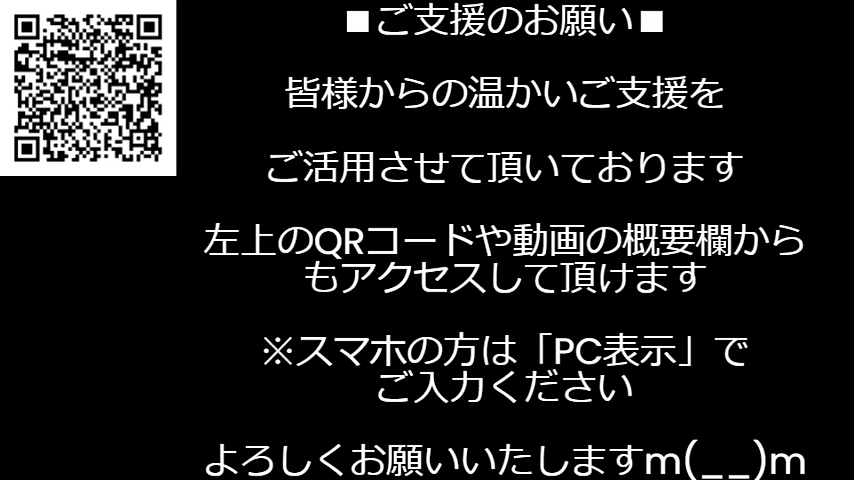 ■ご支援のお願い■
皆様からの温かいご支援を
ご活用させて頂いております
左上のQRコードや動画の概要欄から
もアクセスして頂けます
※スマホの方は「PC表示」で
ご入力ください
よろしくお願いいたしますm(__)m